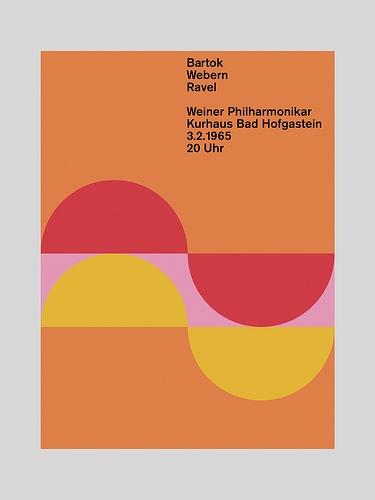 Bartok
Webern
Ravel
Weiner Philharmonikar
Kurhaus Bad Hofgastein
3.2.1965
20 Uhr